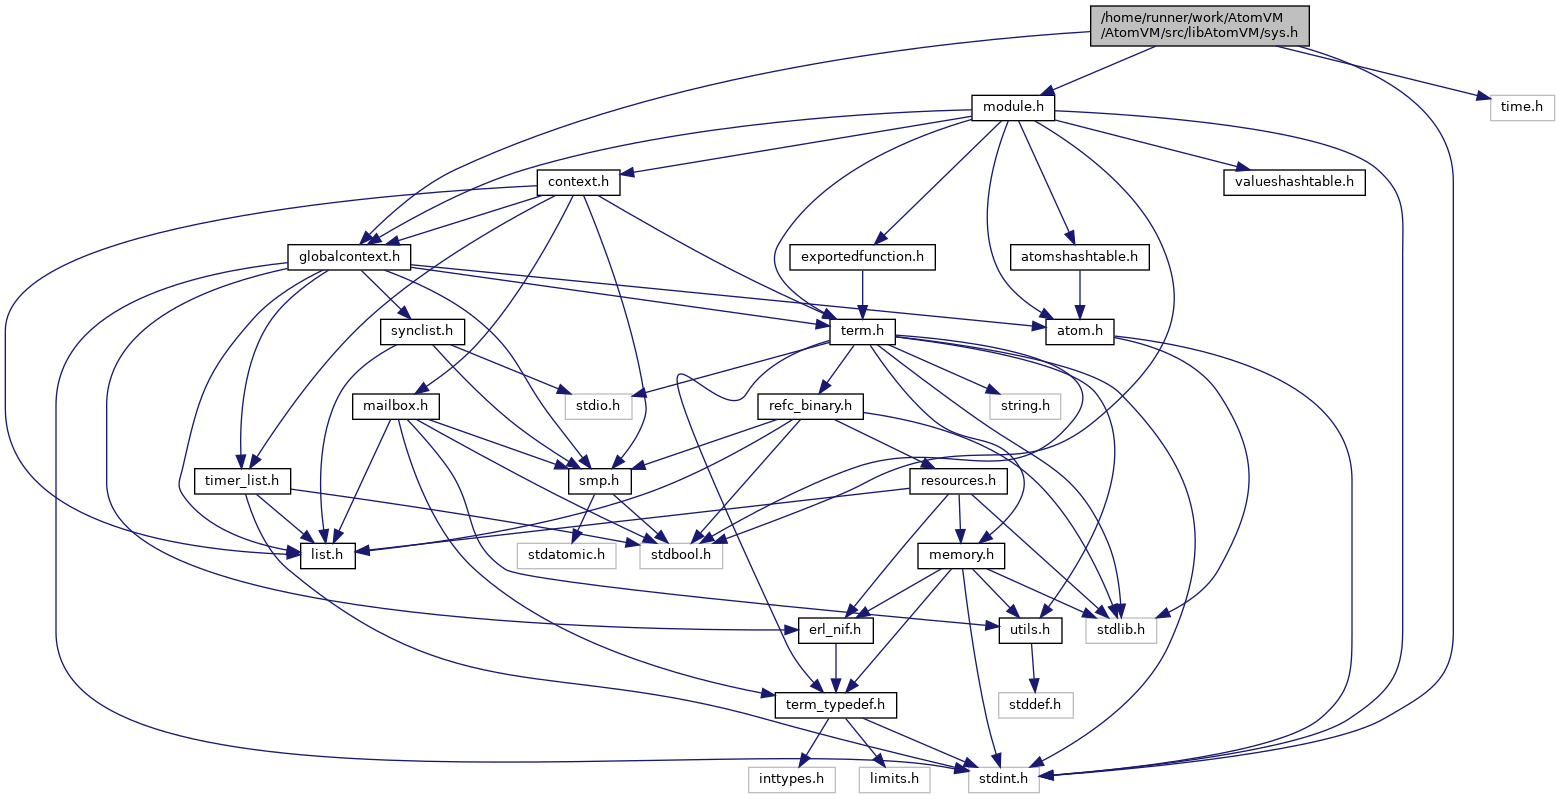 /home/runner/work/AtomVM
/AtomVM/src/libAtomVM/sys.h
module.h
time.h
context.h
valueshashtable.h
globalcontext.h
exportedfunction.h
atomshashtable.h
synclist.h
term.h
atom.h
mailbox.h
stdio.h
refc_binary.h
string.h
timer_list.h
smp.h
resources.h
list.h
stdatomic.h
stdbool.h
memory.h
erl_nif.h
utils.h
stdlib.h
term_typedef.h
stddef.h
inttypes.h
limits.h
stdint.h